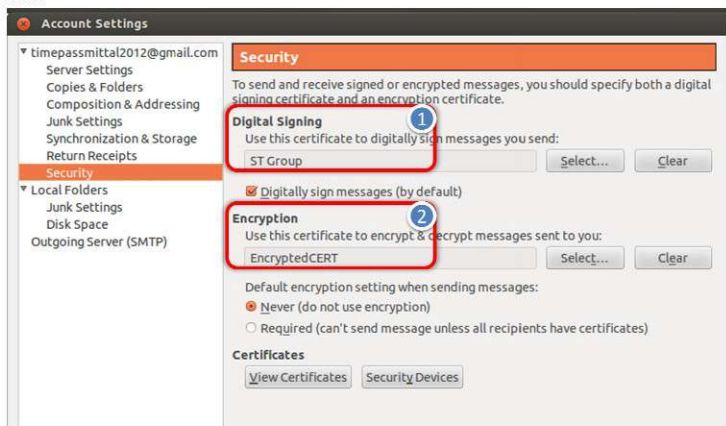 Account Settings
timepassmittal2012@gmail.com
Server Settings
Copies & Folders
Composition & Addressing
Junk Settings
Synchronization & Storage
Return Receipts
Security
Local Folders
Junk Settings
Disk Space
Outgoing Server (SMTP)
Security
To send and receive signed or encrypted messages, you should specify both a digital
signing certificate and an encryption certificate.
Digital Signing
1
Use this certificate to digitally sign messages you send:
ST Group
Select...
Clear
Digitally sign messages (by default)
Encryption
2
Use this certificate to encrypt & decrypt messages sent to you:
EncryptedCERT
Select...
Clear
Default encryption setting when sending messages:
Never (do not use encryption)
Required (can't send message unless all recipients have certificates)
Certificates
View Certificates
Security Devices